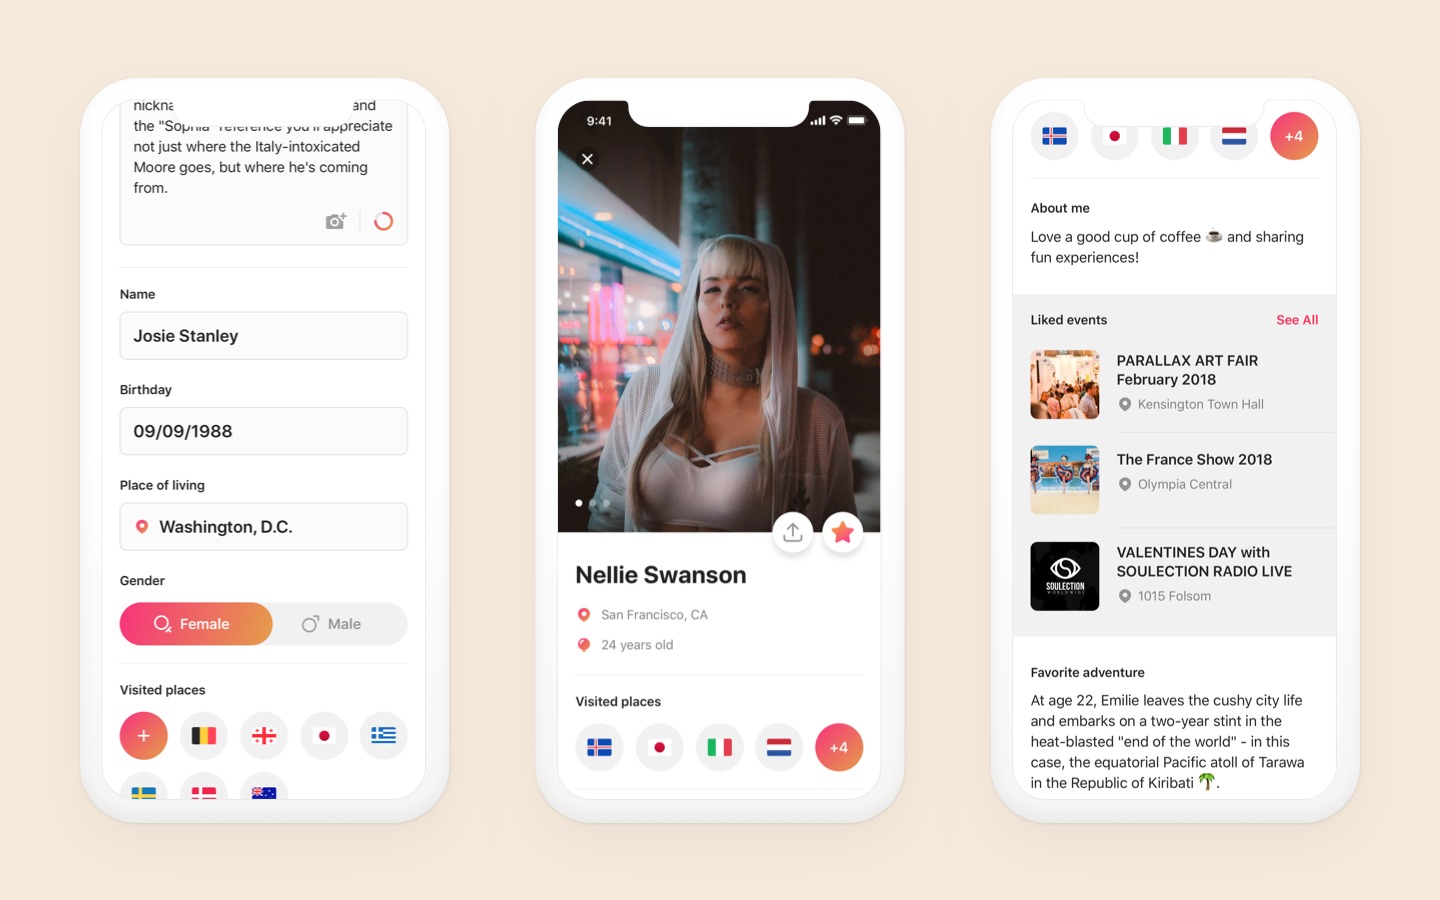 and
the "Sophia" reference you'll appreciate
not just where the Italy-intoxicated
Moore goes, but where he's coming
from.
Name
Josie Stanley
Birthday
09/09/1988
Place of living
Washington, D.C.
Gender
Female
Male
Visited places
+
9:41
Nellie Swanson
San Francisco, CA
24 years old
Visited places
+4
+4
About me
Love a good cup of coffee ☕ and sharing
fun experiences!
Liked events
See All
PARALLAX ART FAIR
February 2018
Kensington Town Hall
The France Show 2018
Olympia Central
SOULECTION
WORLDWIDE
VALENTINES DAY with
SOULECTION RADIO LIVE
1015 Folsom
Favorite adventure
At age 22, Emilie leaves the cushy city life
and embarks on a two-year stint in the
heat-blasted "end of the world" - in this
case, the equatorial Pacific atoll of Tarawa
in the Republic of Kiribati 🌴.